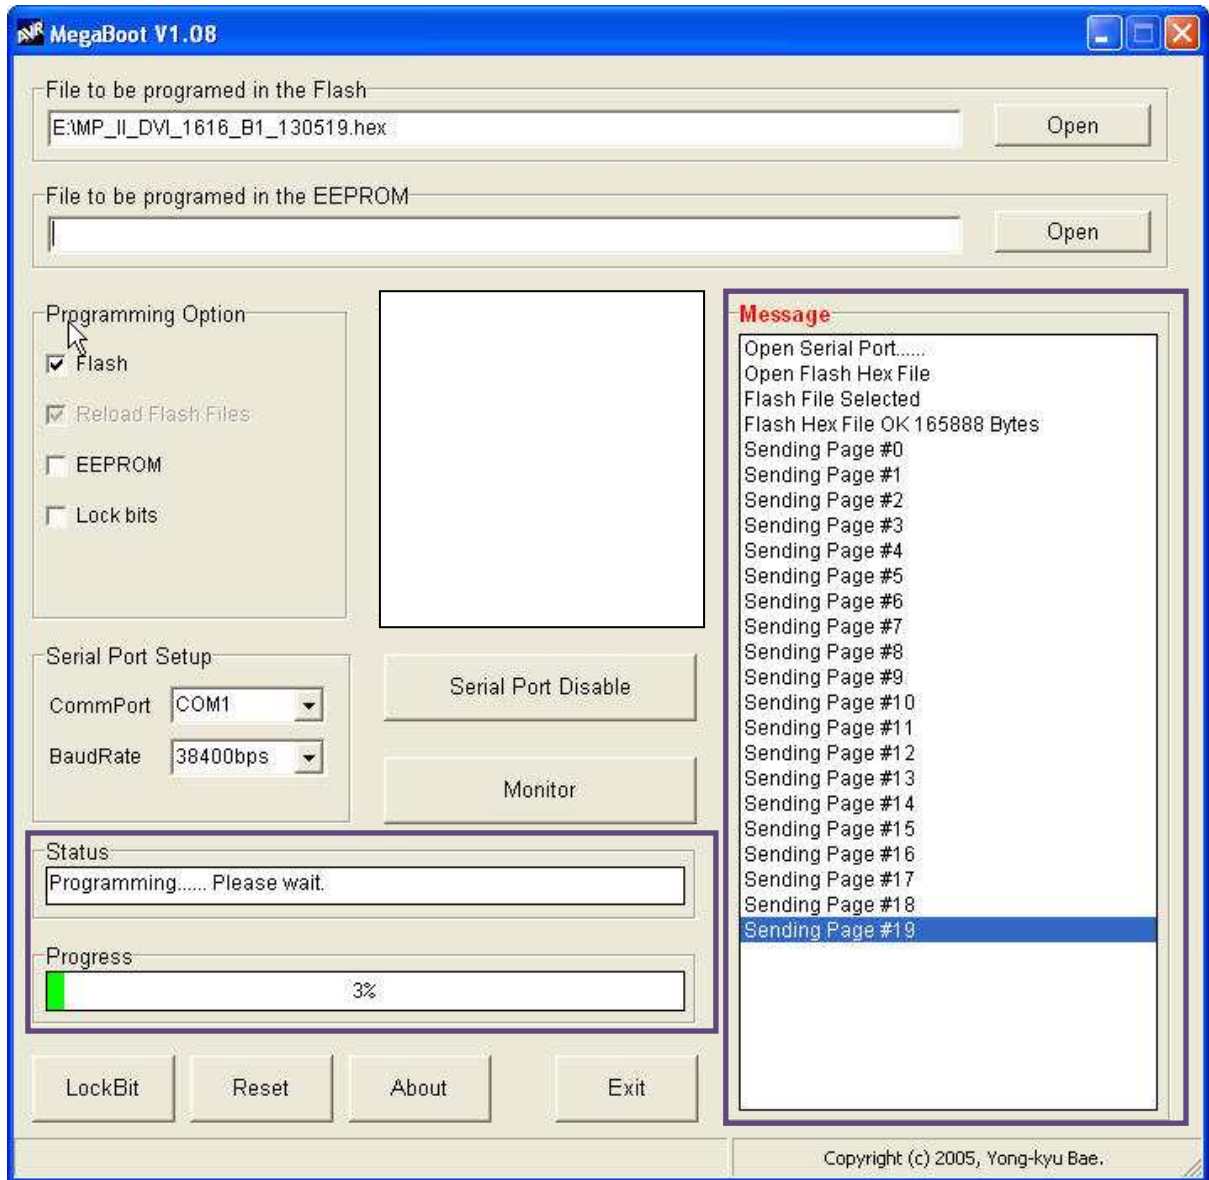 AVR MegaBoot V1.08
File to be programed in the Flash
E:\MP_II_DVI_1616_B1_130519.hex
Open
File to be programed in the EEPROM
Open
Programming Option
Flash
Reload Flash Files
EEPROM
Lock bits
Serial Port Setup
CommPort COM1
BaudRate 38400bps
Serial Port Disable
Monitor
Status
Programming...... Please wait.
Progress
3%
LockBit Reset About Exit
Message
Open Serial Port......
Open Flash Hex File
Flash File Selected
Flash Hex File OK 165888 Bytes
Sending Page #0
Sending Page #1
Sending Page #2
Sending Page #3
Sending Page #4
Sending Page #5
Sending Page #6
Sending Page #7
Sending Page #8
Sending Page #9
Sending Page #10
Sending Page #11
Sending Page #12
Sending Page #13
Sending Page #14
Sending Page #15
Sending Page #16
Sending Page #17
Sending Page #18
Sending Page #19
Copyright (c) 2005, Yong-kyu Bae.